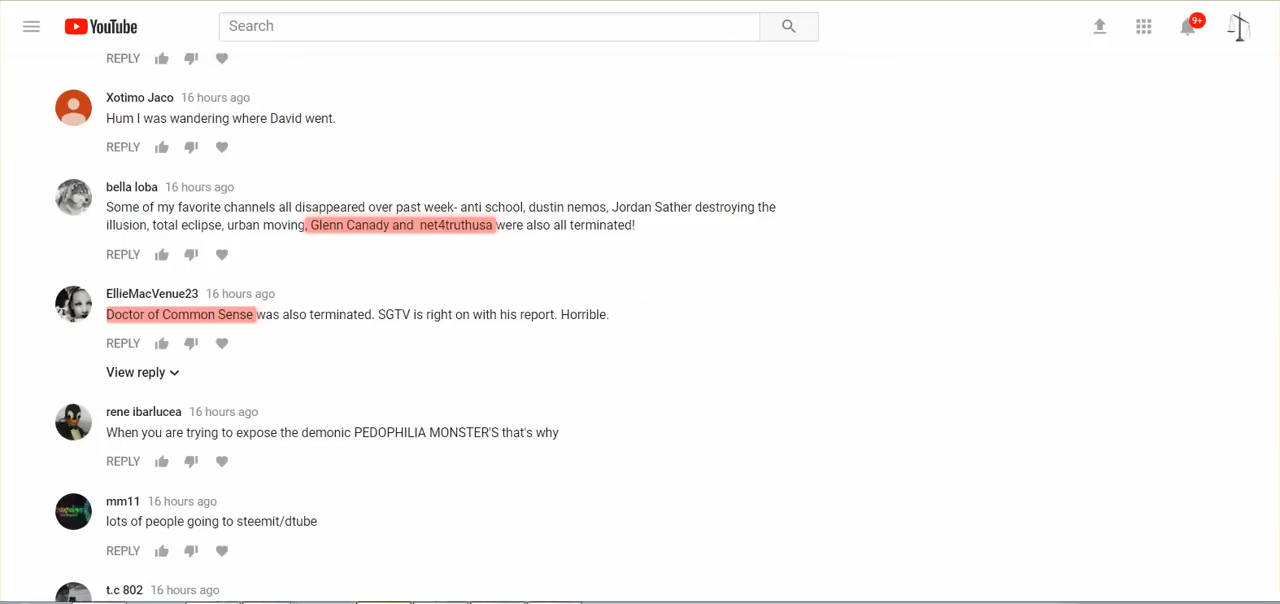 YouTube
Search
9+
REPLY
Xotimo Jaco 16 hours ago
Hum I was wandering where David went.
REPLY
bella loba 16 hours ago
Some of my favorite channels all disappeared over past week- anti school, dustin nemos, Jordan Sather destroying the
illusion, total eclipse, urban moving, Glenn Canady and net4truthusa were also all terminated!
REPLY
EllieMacVenue23 16 hours ago
Doctor of Common Sense was also terminated. SGTV is right on with his report. Horrible.
REPLY
View reply
rene ibarlucea 16 hours ago
When you are trying to expose the demonic PEDOPHILIA MONSTER'S that's why
REPLY
mm11 16 hours ago
lots of people going to steemit/dtube
REPLY
t.c 802 16 hours ago